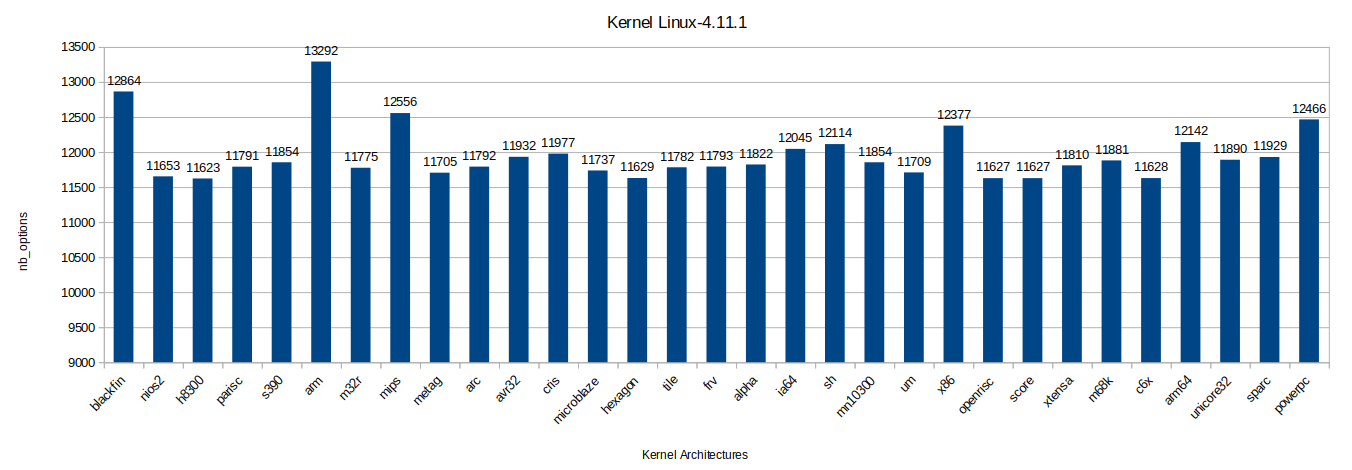 Kernel Linux-4.11.1
13500
13000
12500
12000
11500
11000
10500
10000
9500
9000
nb_options
12864
11653
11623
11791
11854
13292
11775
12556
11705
11792
11932
11977
11737
11629
11782
11793
11822
12045
12114
11854
11709
12377
11627
11627
11810
11881
11628
12142
11890
11929
12466
blackfin
nios2
h8300
parisc
s390
arm
m32r
mips
metag
arc
avr32
cris
microblaze
hexagon
tile
frv
alpha
ia64
sh
mn10300
um
x86
openrisc
score
xtensa
m68k
c6x
arm64
unicore32
sparc
powerpc
Kernel Architectures